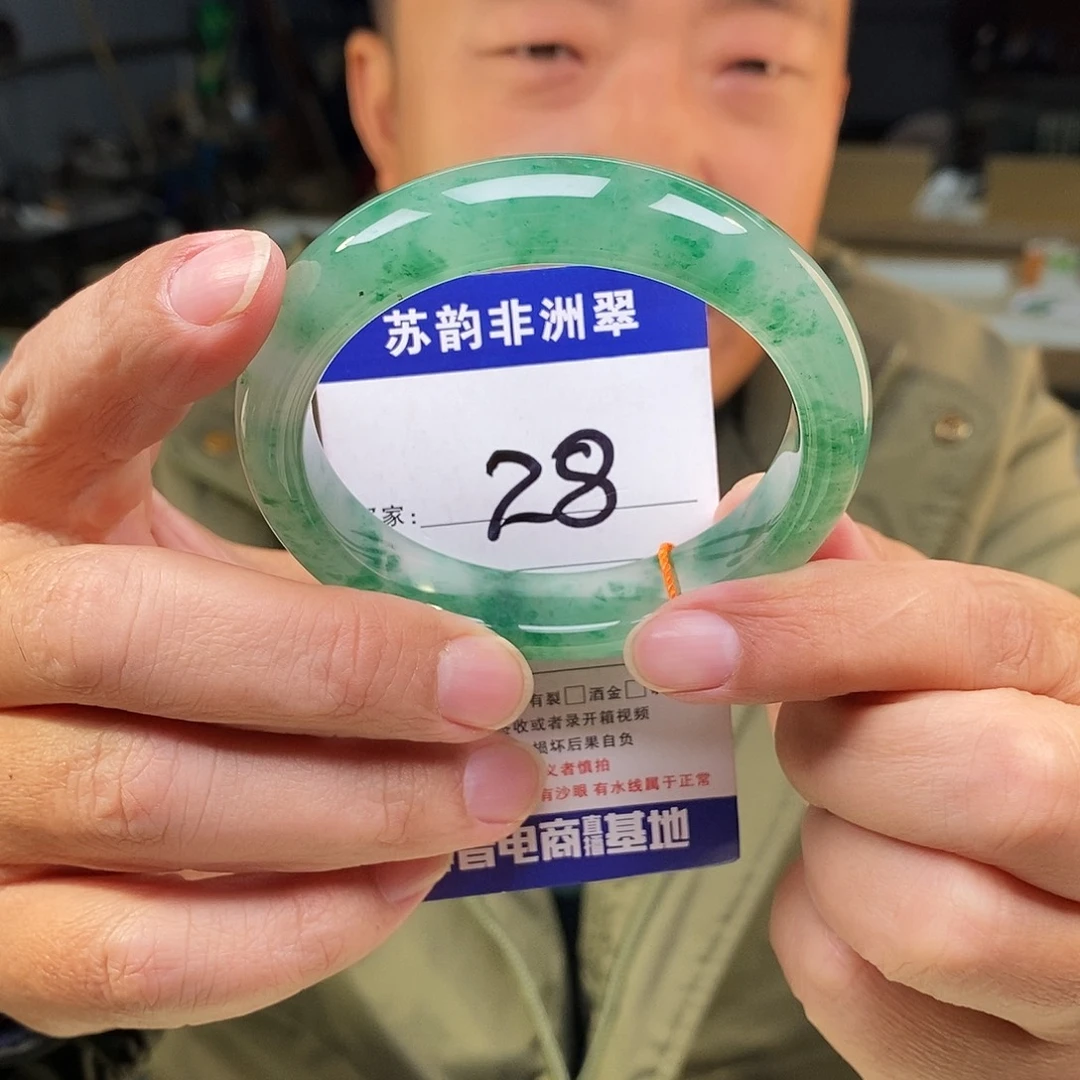 苏韵非洲翠
28
家：
有裂□酒金□
收或者录开箱视频
损坏后果自负
义者慎拍
有沙眼 有水线属于正常
电商直播基地